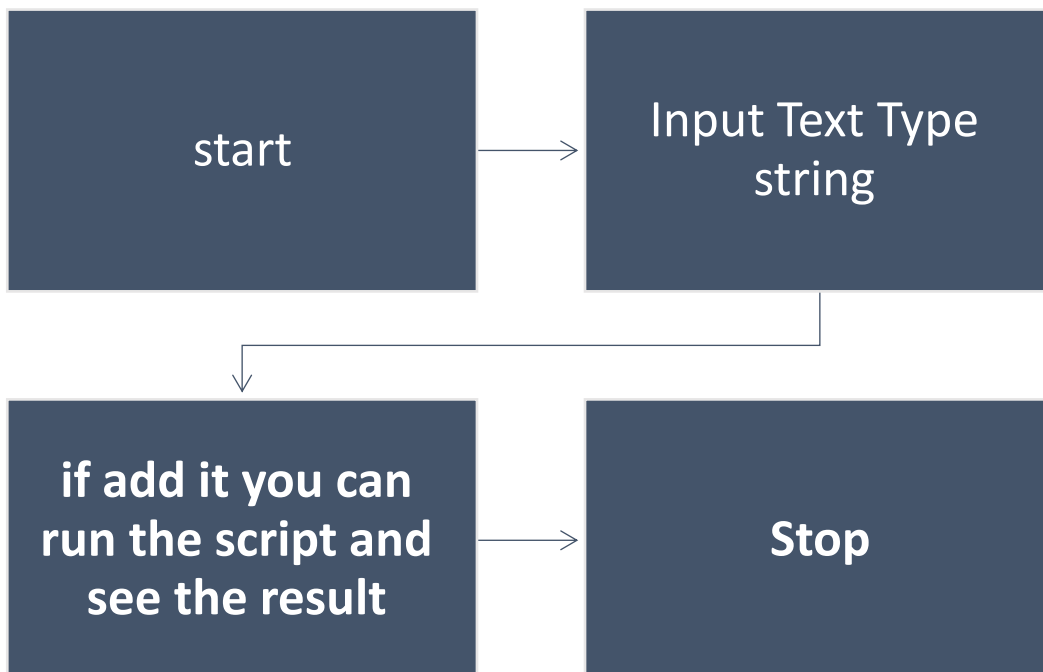 start
Input Text Type
string
if add it you can
run the script and
see the result
Stop